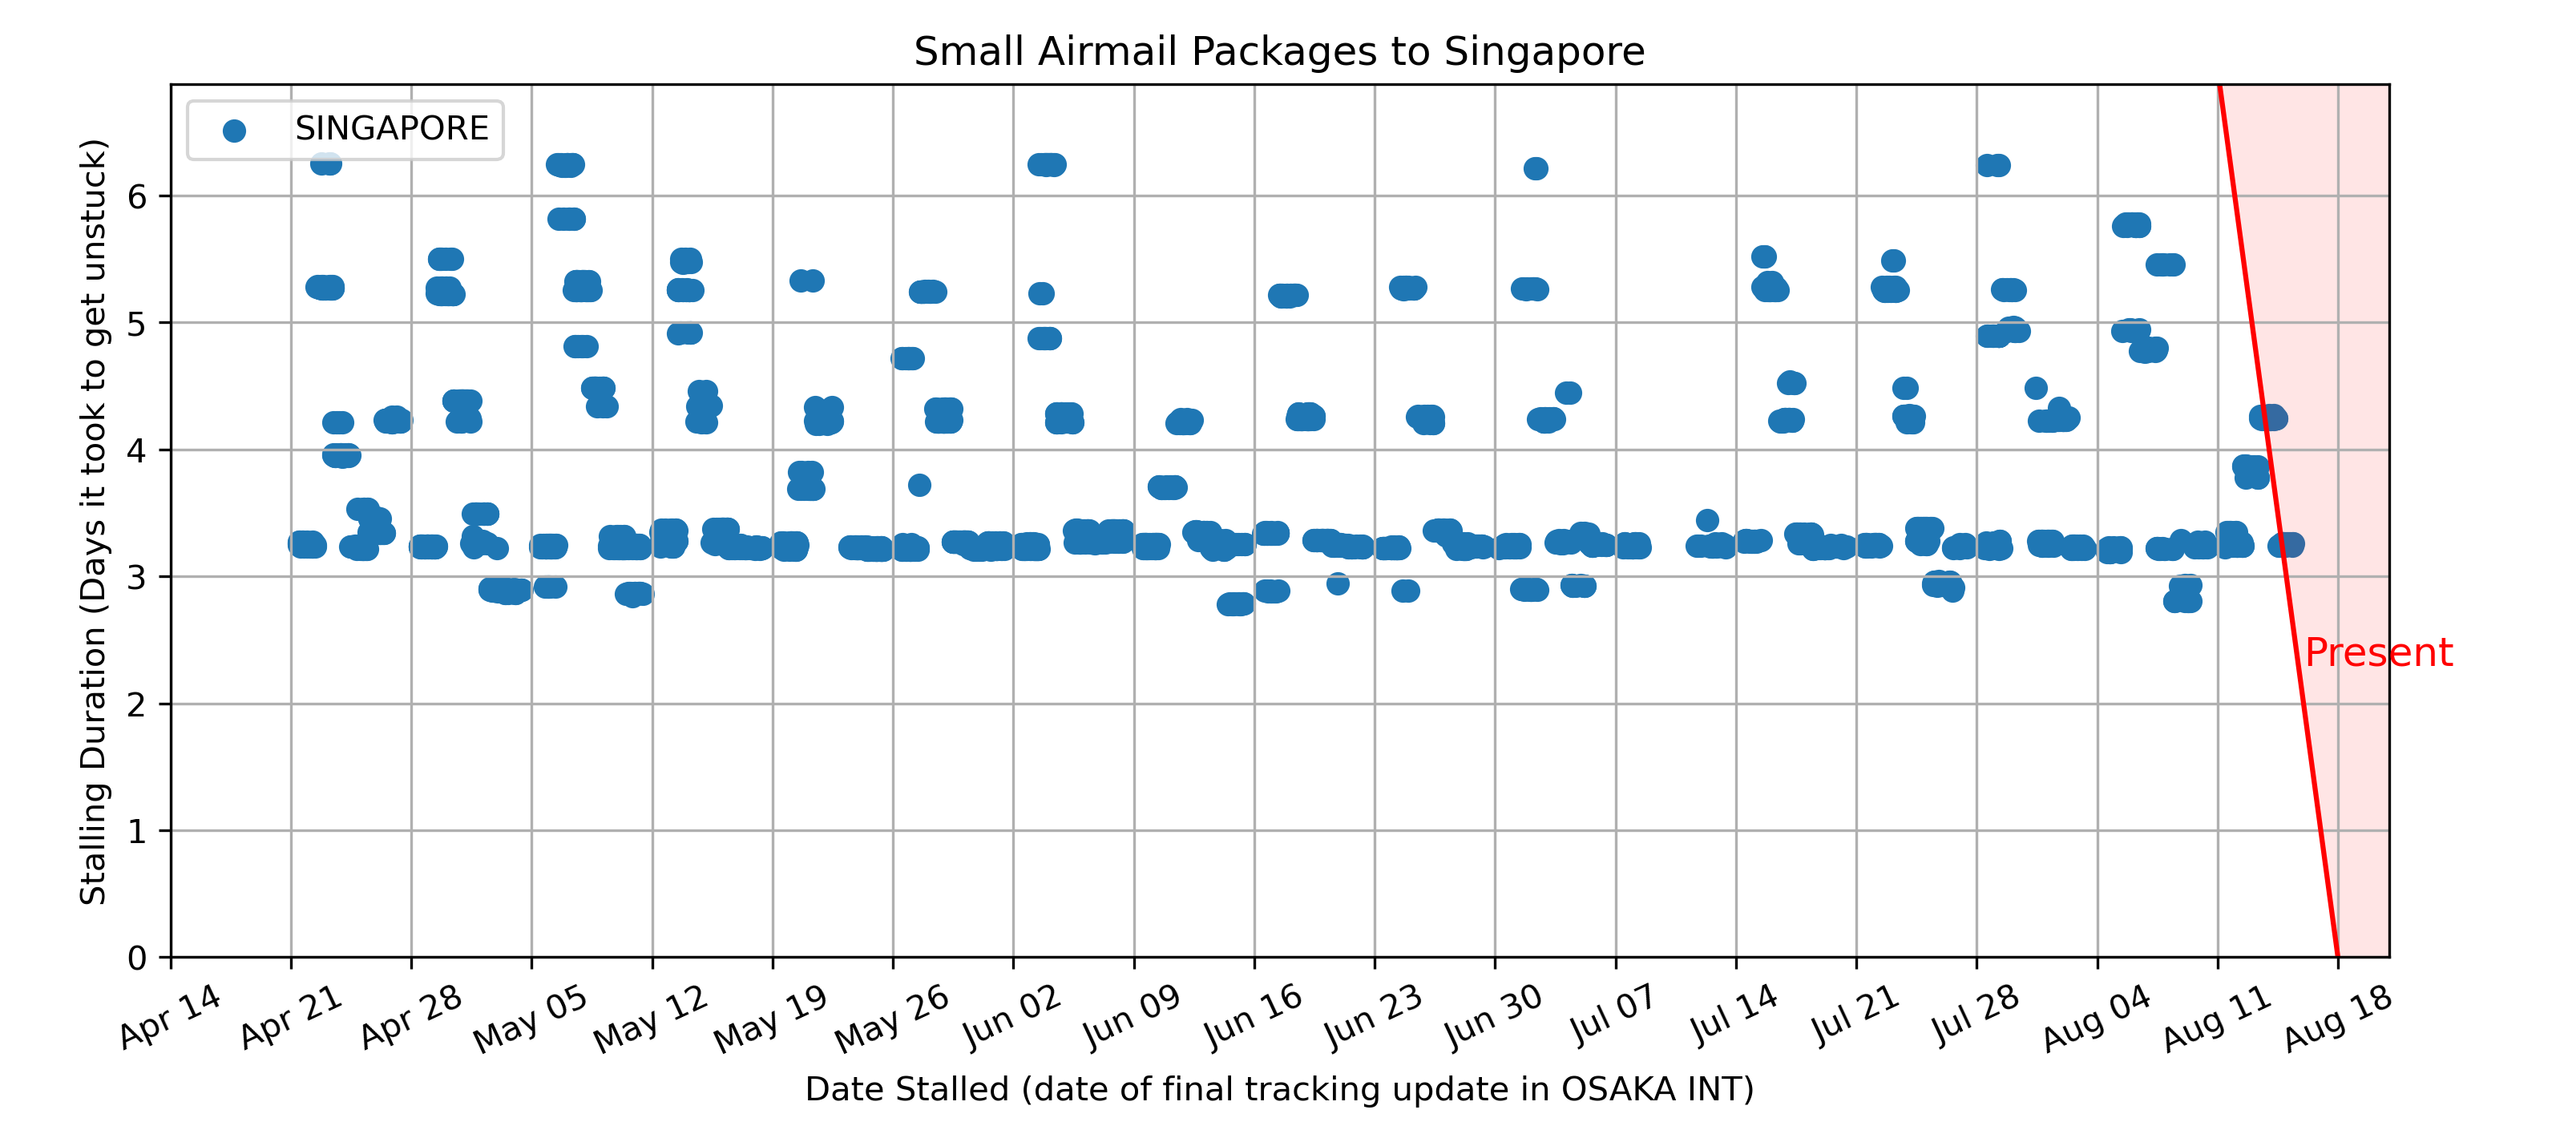 Small Airmail Packages to Singapore
SINGAPORE
Stalling Duration (Days it took to get unstuck)
6
5
4
3
2
1
0
Present
Apr 14
Apr 21
Apr 28
May 05
May 12
May 19
May 26
Jun 02
Jun 09
Jun 16
Jun 23
Jun 30
Jul 07
Jul 14
Jul 21
Jul 28
Aug 04
Aug 11
Aug 18
Date Stalled (date of final tracking update in OSAKA INT)